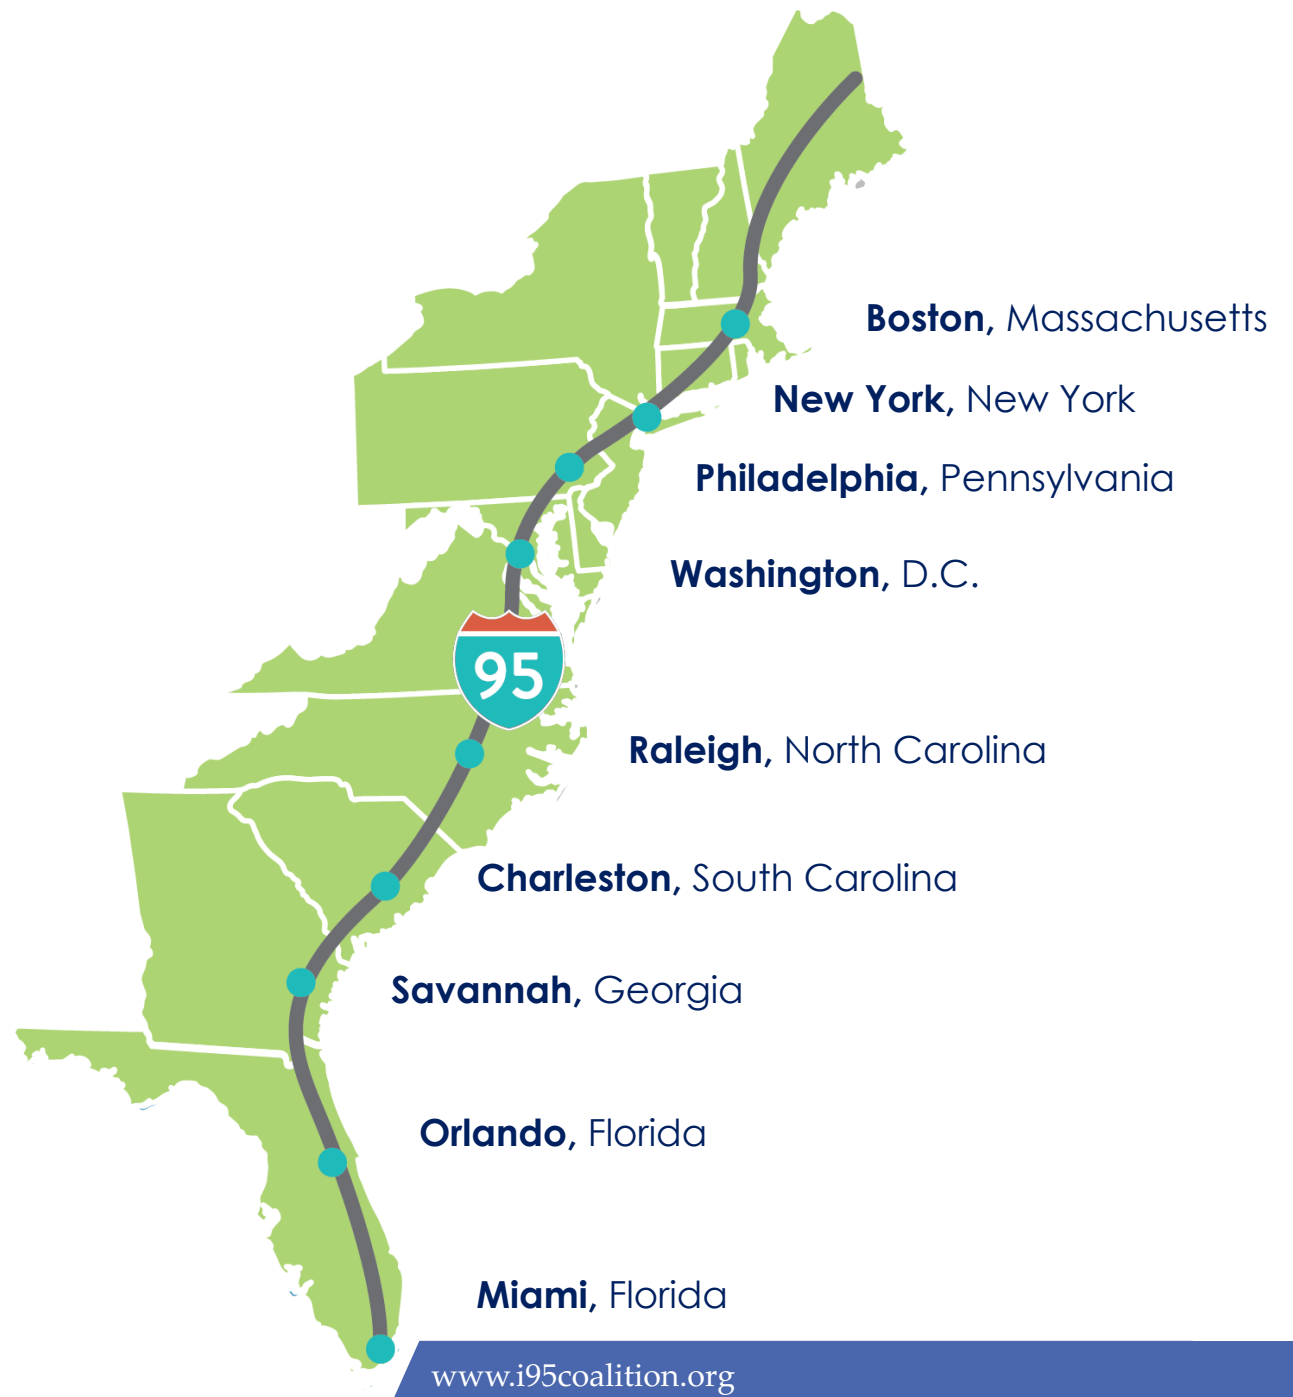 Boston, Massachusetts
New York, New York
Philadelphia, Pennsylvania
Washington, D.C.
95
Raleigh, North Carolina
Charleston, South Carolina
Savannah, Georgia
Orlando, Florida
Miami, Florida
www.i95coalition.org